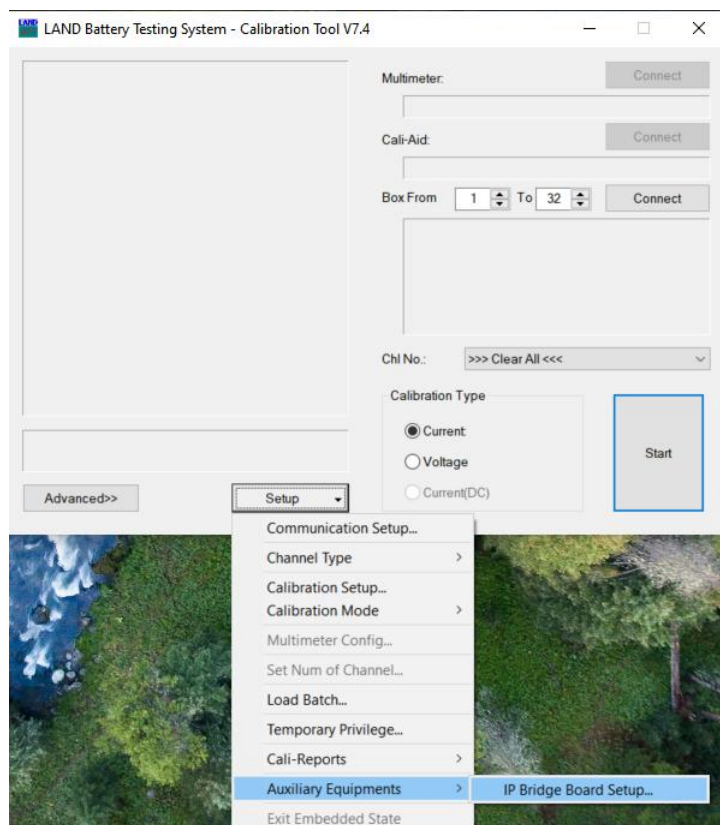 LAND
LAND Battery Testing System - Calibration Tool V7.4
Multimeter:
Connect
Cali-Aid:
Connect
Box From 1 To 32 Connect
Chl No.: >>> Clear All <<<
Calibration Type
Current
Voltage
Current(DC)
Start
Advanced>>
Setup
Communication Setup...
Channel Type
Calibration Setup...
Calibration Mode
Multimeter Config...
Set Num of Channel...
Load Batch...
Temporary Privilege...
Cali-Reports
Auxiliary Equipments
IP Bridge Board Setup...
Exit Embedded State